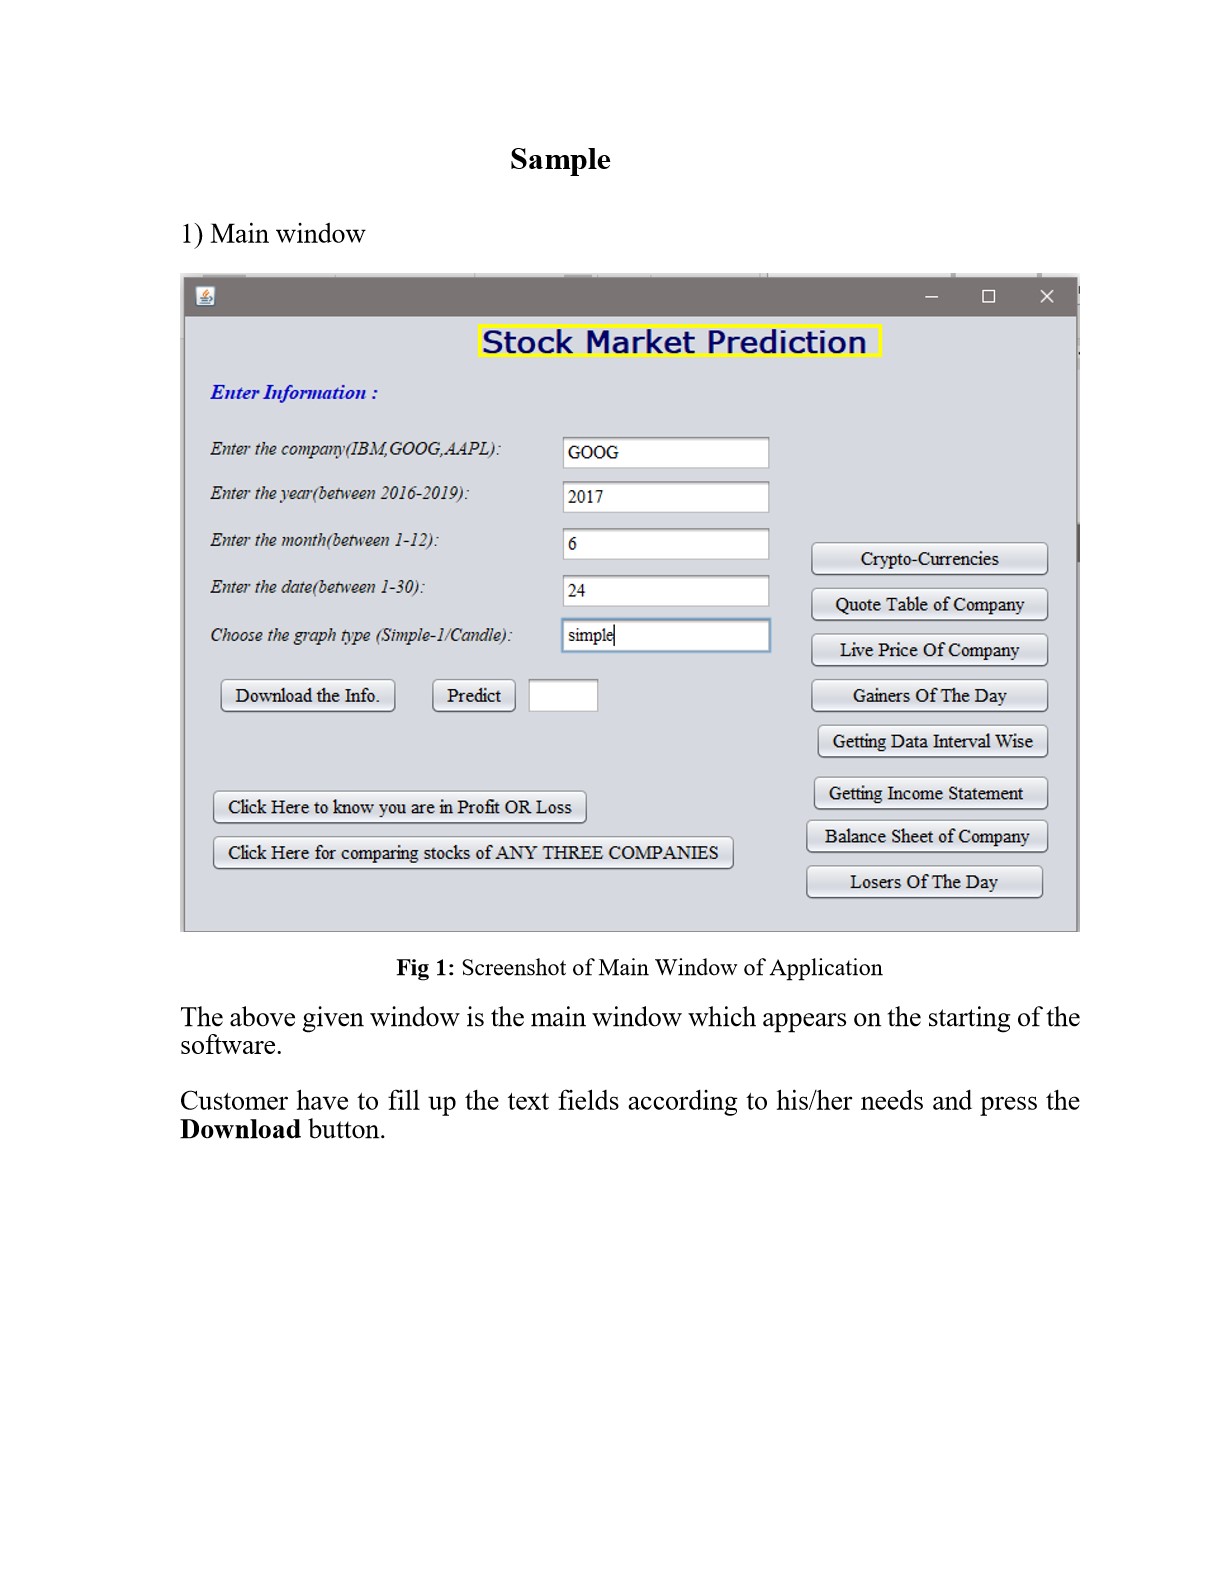 Sample
1) Main window
Stock Market Prediction
Enter Information :
Enter the company(IBM,GOOG,AAPL):
GOOG
Enter the year(between 2016-2019):
2017
Enter the month(between 1-12):
6
Enter the date(between 1-30):
24
Choose the graph type (Simple-1/Candle):
simple
Download the Info.
Predict
Click Here to know you are in Profit OR Loss
Click Here for comparing stocks of ANY THREE COMPANIES
Crypto-Currencies
Quote Table of Company
Live Price Of Company
Gainers Of The Day
Getting Data Interval Wise
Getting Income Statement
Balance Sheet of Company
Losers Of The Day
Fig 1: Screenshot of Main Window of Application
The above given window is the main window which appears on the starting of the
software.
Customer have to fill up the text fields according to his/her needs and press the
Download button.